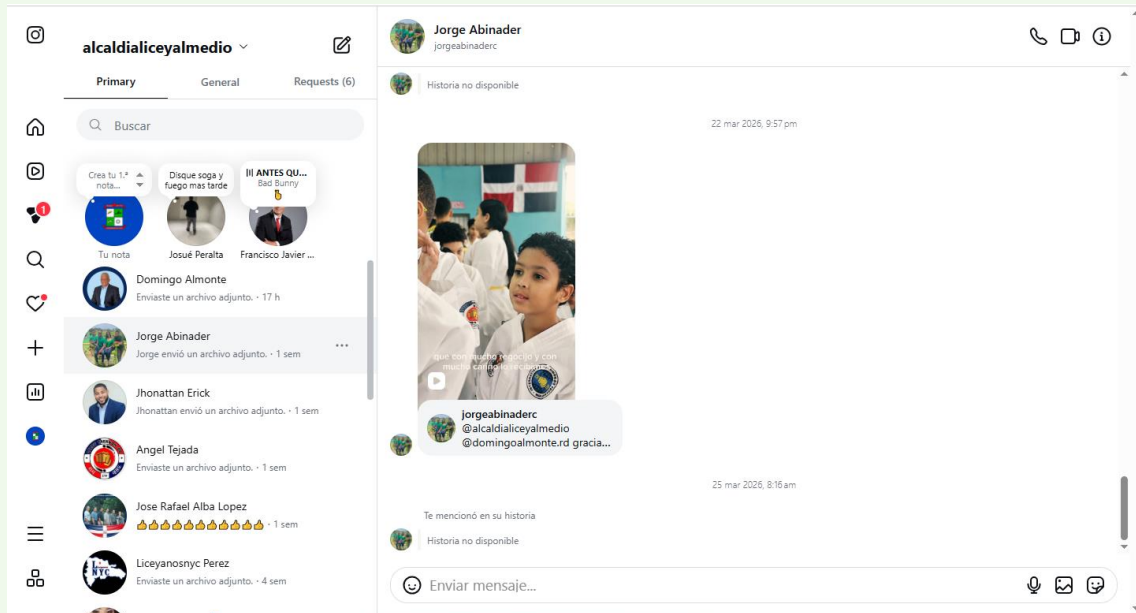 alcaldialiceyalmedio
Primary
General
Requests (6)
Buscar
Crea tu 1.ª
nota...
Disque soga y
fuego mas tarde
ANTES QU...
Bad Bunny
Tu nota
Josué Peralta
Francisco Javier ...
1
Domingo Almonte
Enviaste un archivo adjunto. · 17 h
Jorge Abinader
Jorge envió un archivo adjunto. · 1 sem
Jhonattan Erick
Jhonattan envió un archivo adjunto. · 1 sem
Angel Tejada
Enviaste un archivo adjunto. · 1 sem
Jose Rafael Alba Lopez
👍👍👍👍👍👍👍👍👍👍👍 · 1 sem
Liceyanosnyc Perez
Enviaste un archivo adjunto. · 4 sem
Jorge Abinader
jorgeabinaderc
Historia no disponible
22 mar 2026, 9:57 pm
que con mucho regocijo y con
mucho cariño lo recibimos
jorgeabinaderc
@alcaldialiceyalmedio
@domingoalmonte.rd gracia...
25 mar 2026, 8:16 am
Te mencionó en su historia
Historia no disponible
Enviar mensaje...